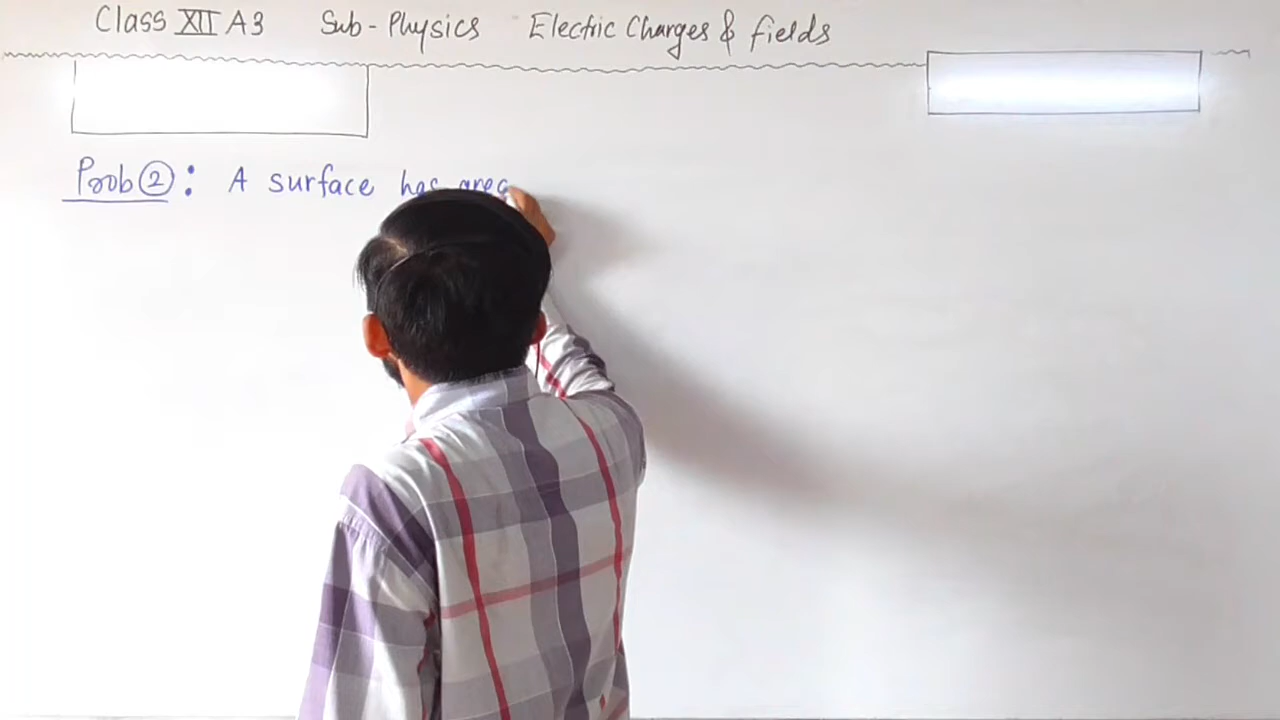 Class XII A3 Sub - Physics Electric Charges & fields
Prob ②: A surface has area